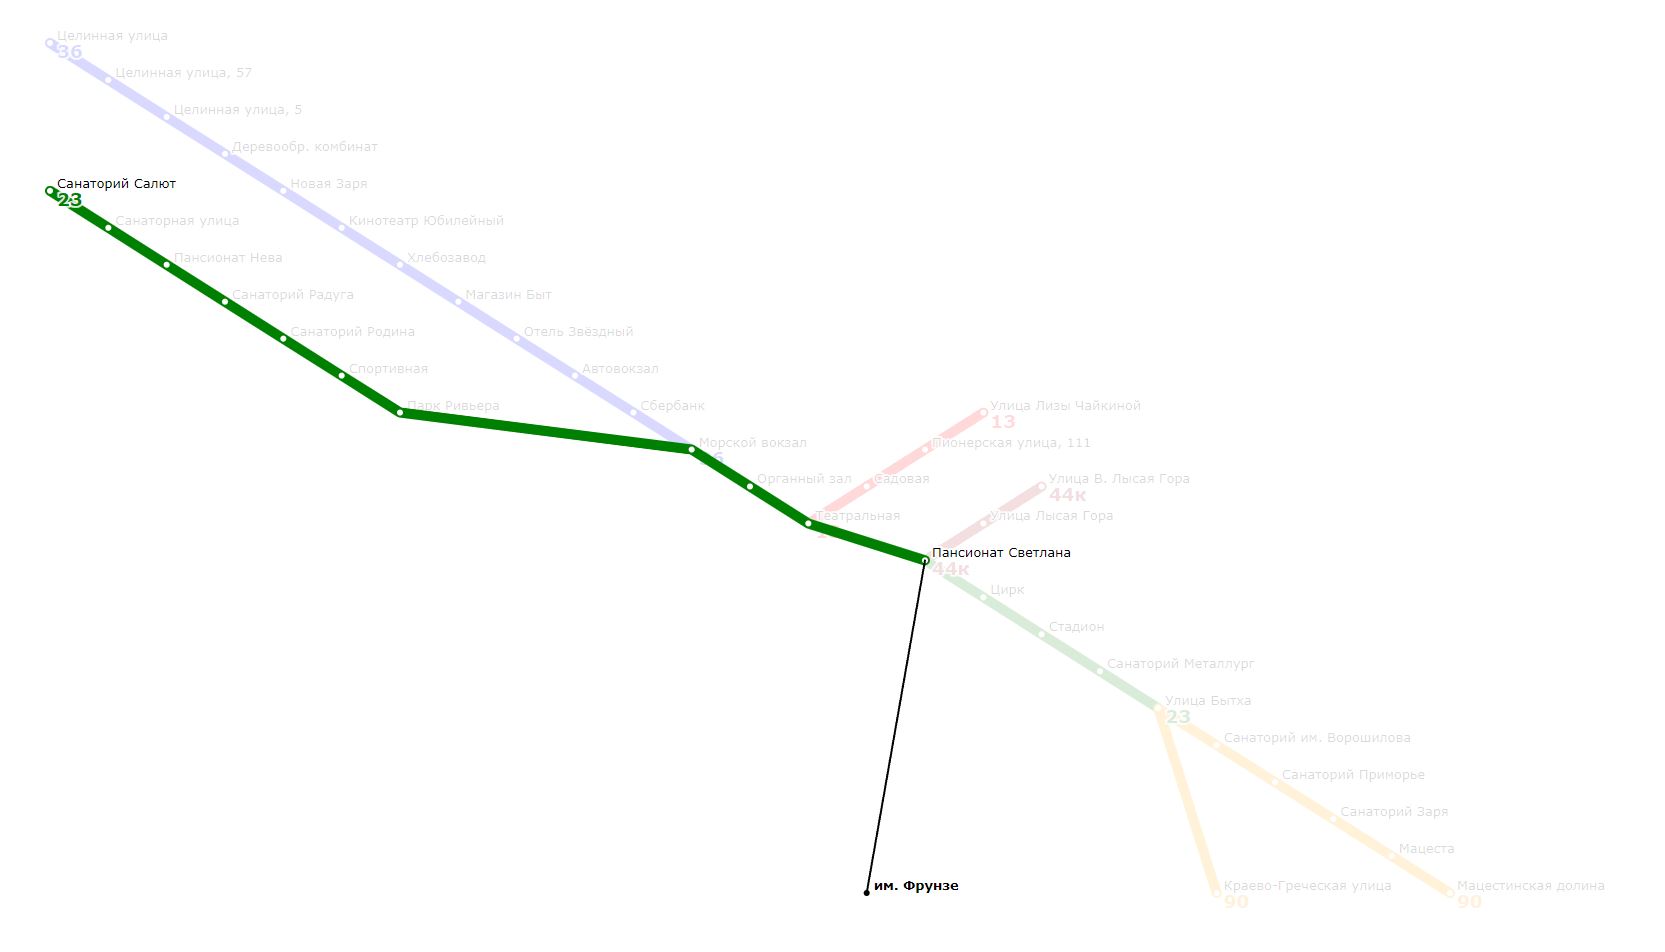 Целинная улица
36
Целинная улица, 57
Целинная улица, 5
Деревообр. комбинат
Санаторий Салют
23
Новая Заря
Санаторная улица
Кинотеатр Юбилейный
Пансионат Нева
Хлебозавод
Санаторий Радуга
Магазин Быт
Санаторий Родина
Отель Звёздный
Спортивная
Автовокзал
Парк Ривьера
Сбербанк
Улица Лизы Чайкиной
13
Морской вокзал
Пионерская улица, 111
Органный зал
Садовая
Улица В. Лысая Гора
44к
Театральная
Улица Лысая Гора
Пансионат Светлана
44к
Цирк
Стадион
Санаторий Металлург
Улица Бытха
23
Санаторий им. Ворошилова
Санаторий Приморье
Санаторий Заря
Мацеста
им. Фрунзе
Краево-Греческая улица
90
Мацестинская долина
90